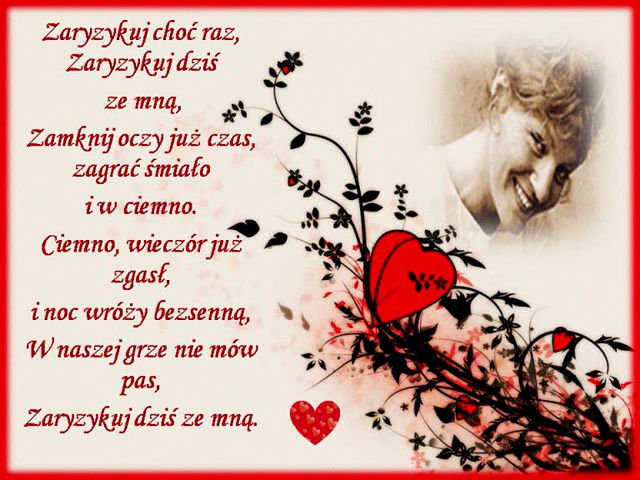 Zaryzykuj choć raz,
Zaryzykuj dziś
ze mną,
Zamknij oczy już czas,
zagrać śmiało
i w ciemno.
Ciemno, wieczór już
zgasł,
i noc wróży bezsenną,
W naszej grze nie mów
pas,
Zaryzykuj dziś ze mną.